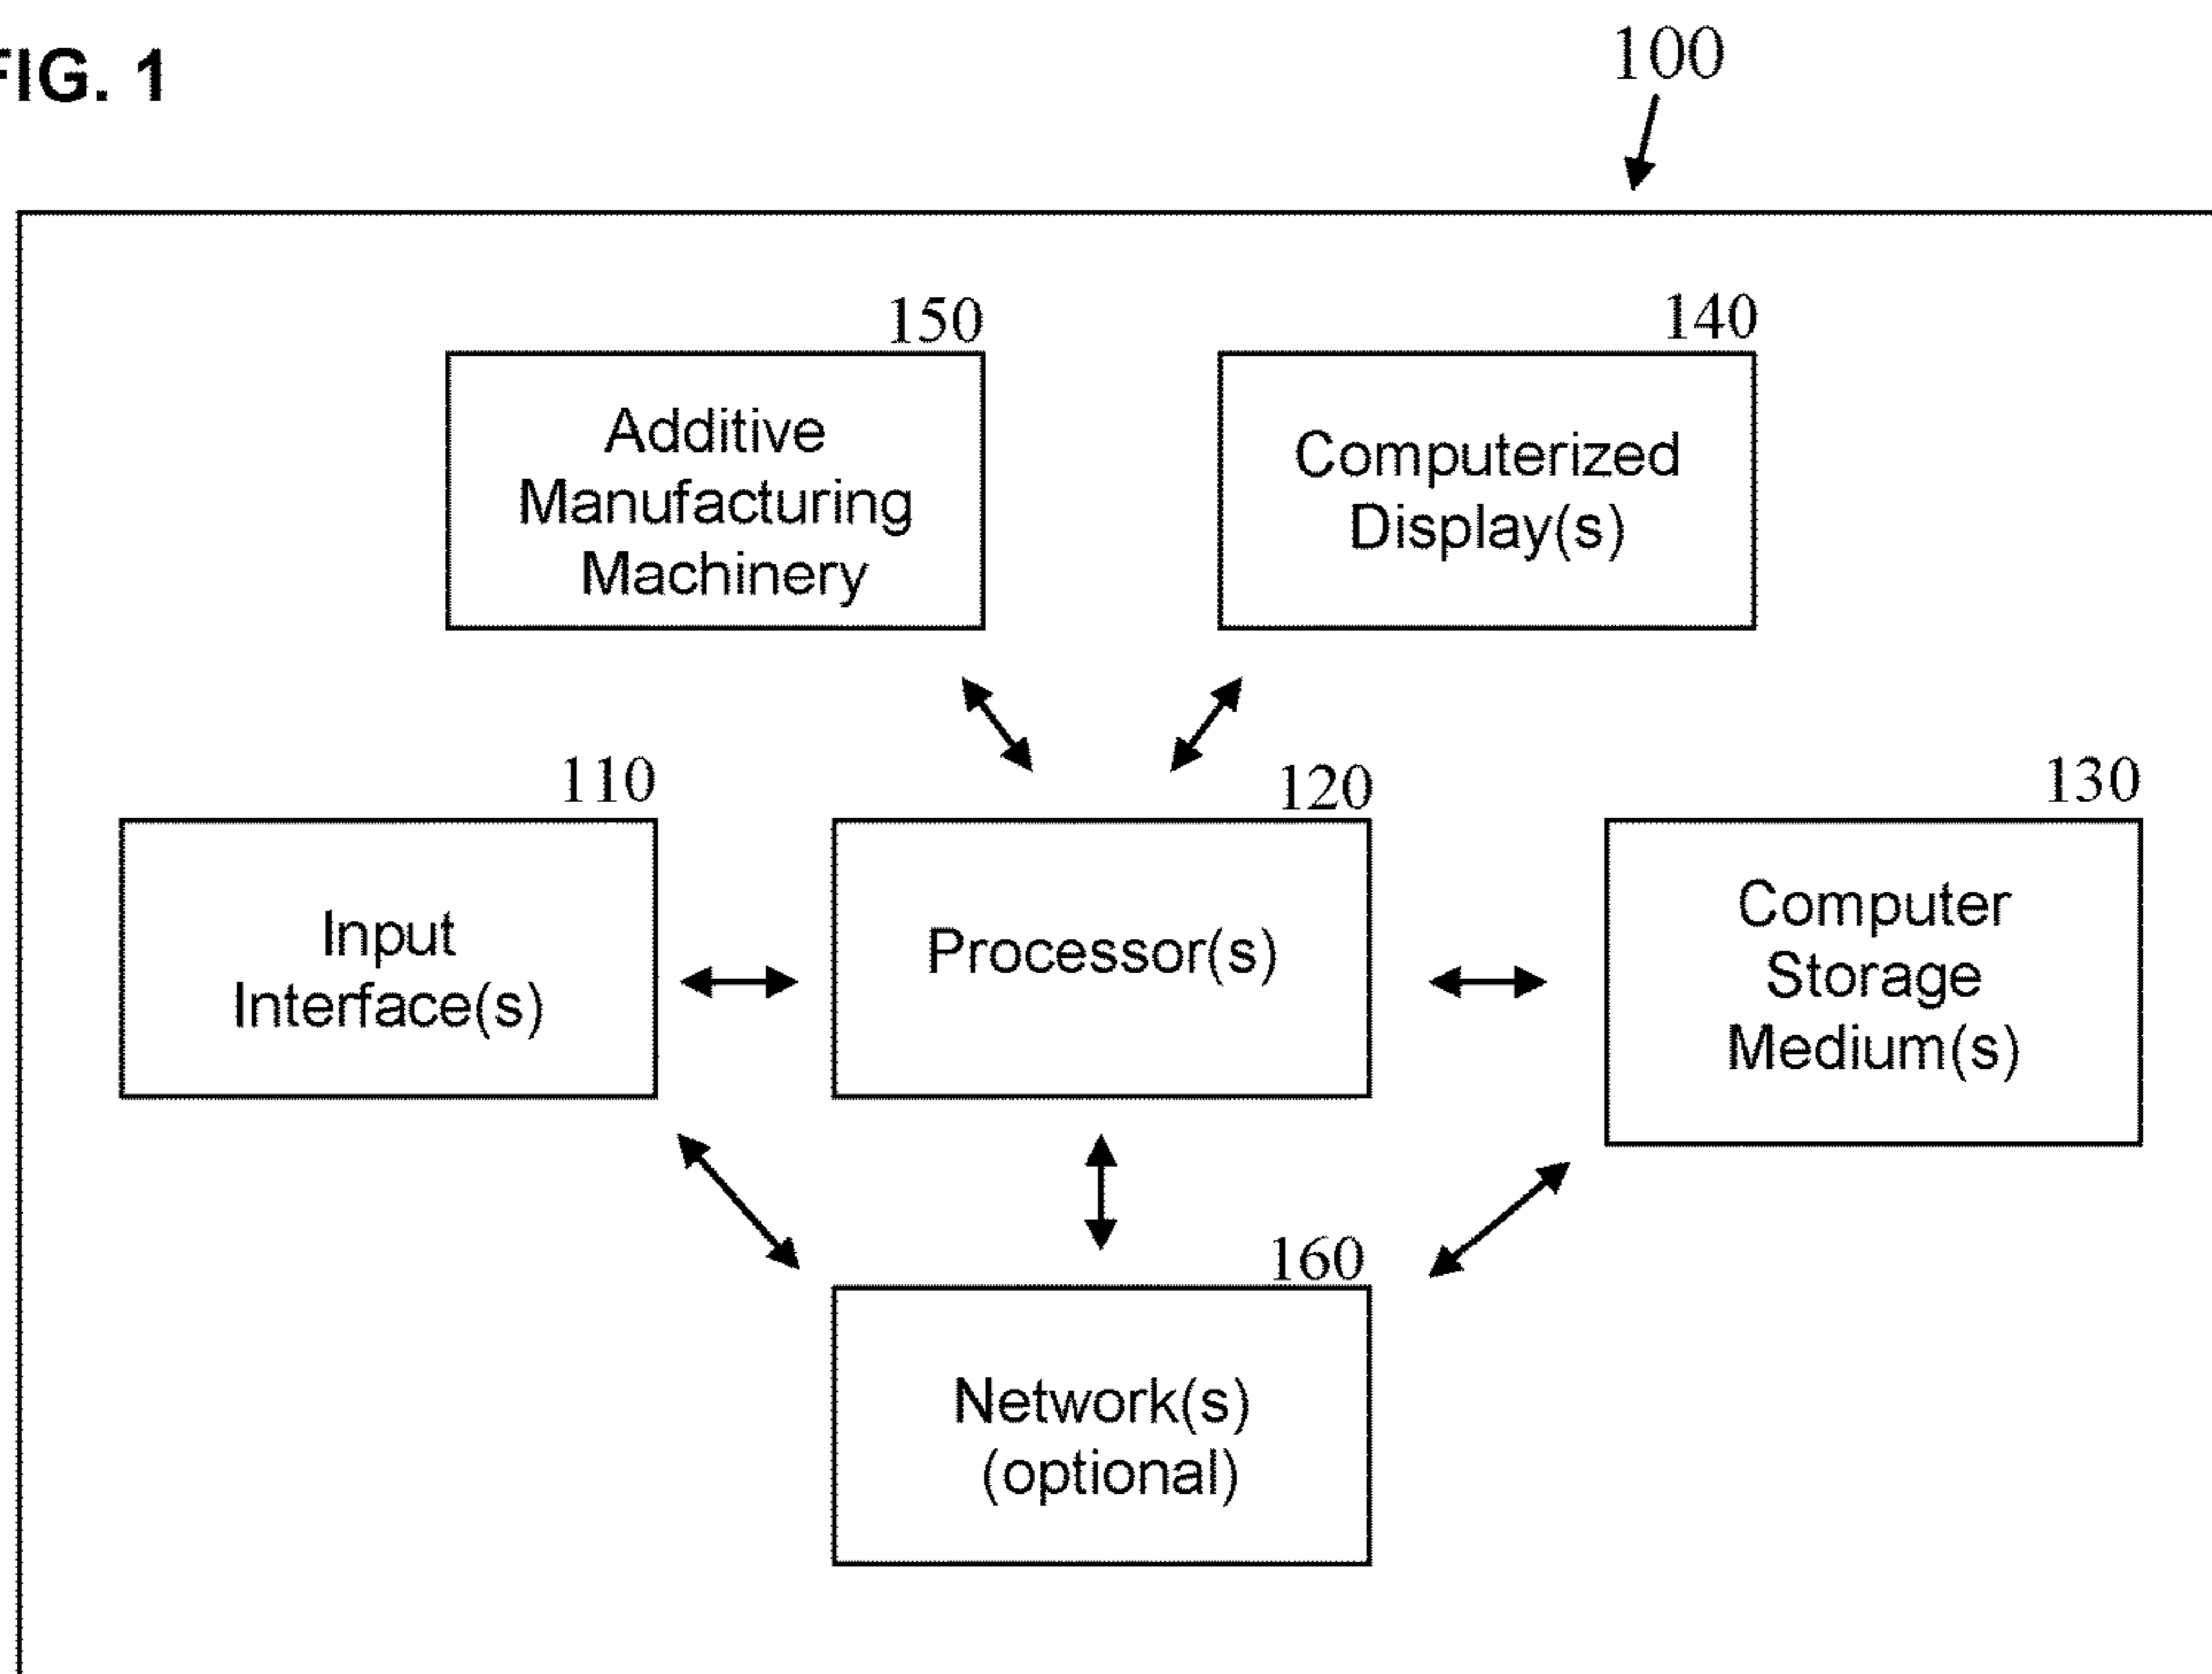 FIG. 1
100
150
140
Additive
Manufacturing
Machinery
Computerized
Display(s)
110
120
130
Input
Interface(s)
Processor(s)
Computer
Storage
Medium(s)
160
Network(s)
(optional)